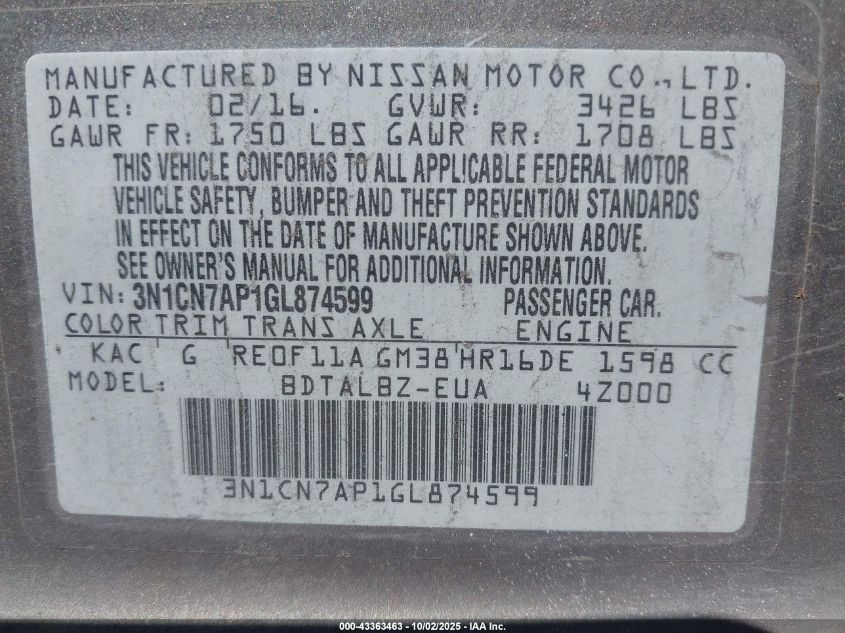 MANUFACTURED BY NISSAN MOTOR CO., LTD.
DATE: 02/16. GVWR: 3426 LBS
GAWR FR: 1750 LBS GAWR RR: 1708 LBS
THIS VEHICLE CONFORMS TO ALL APPLICABLE FEDERAL MOTOR
VEHICLE SAFETY, BUMPER AND THEFT PREVENTION STANDARDS
IN EFFECT ON THE DATE OF MANUFACTURE SHOWN ABOVE.
SEE OWNER'S MANUAL FOR ADDITIONAL INFORMATION.
VIN: 3N1CN7AP1GL874599 PASSENGER CAR.
COLOR TRIM TRANS AXLE ENGINE
KAC G RE0F11A GM38 HR16DE 1598 CC
MODEL: BDTALBZ-EUA 4Z000
3N1CN7AP1GL874599
000-43363463 - 10/02/2025 - IAA Inc.